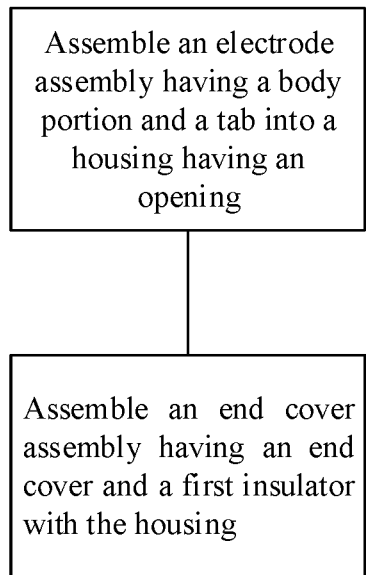 Assemble an electrode
assembly having a body
portion and a tab into a
housing having an
opening
Assemble an end cover
assembly having an end
cover and a first insulator
with the housing